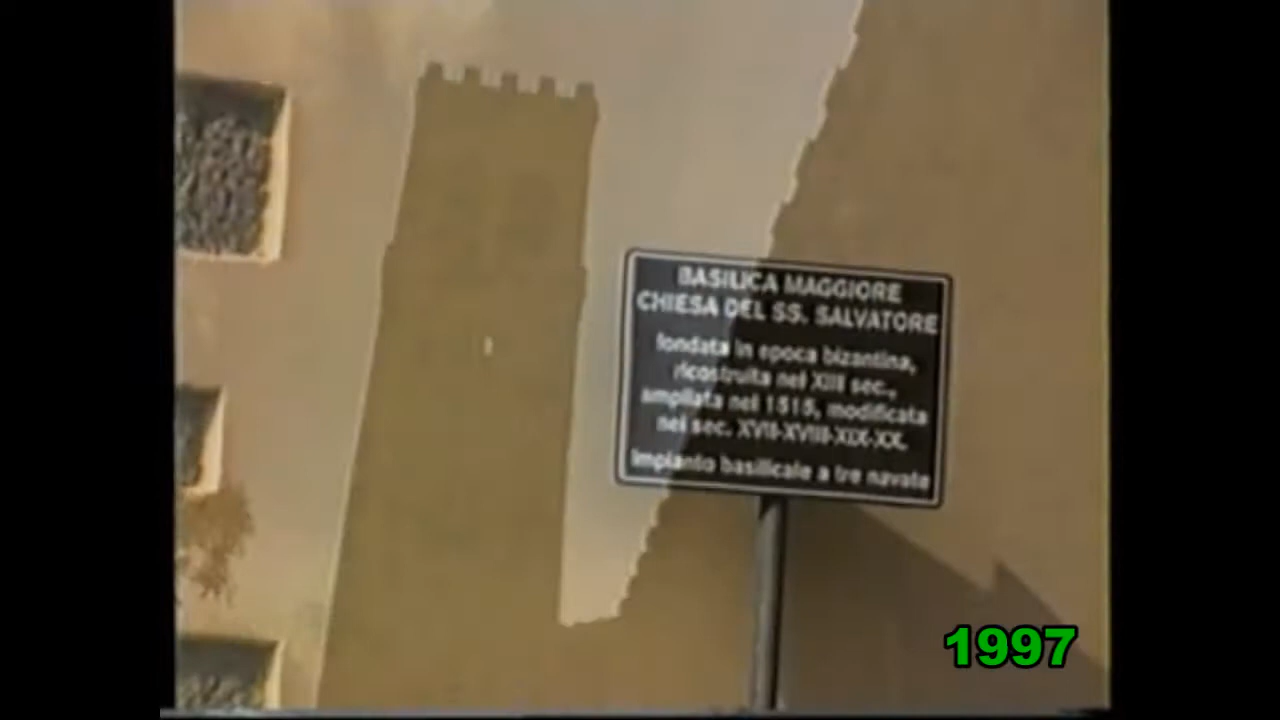 BASILICA MAGGIORE
CHIESA DEL SS. SALVATORE
fondata in epoca bizantina,
ricostruita nel XIII sec.,
ampliata nel 1515, modificata
nei sec. XVII-XVIII-XIX-XX.
Impianto basilicale a tre navate
1997